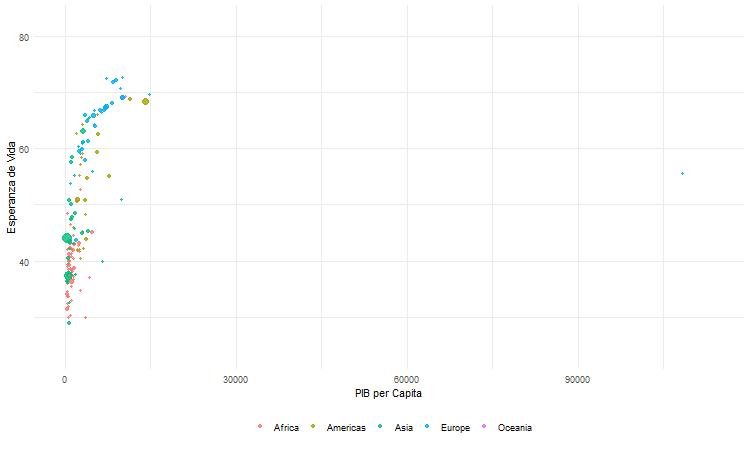 80
60
40
Esperanza de Vida
0
30000
60000
90000
PIB per Capita
Africa
Americas
Asia
Europe
Oceania